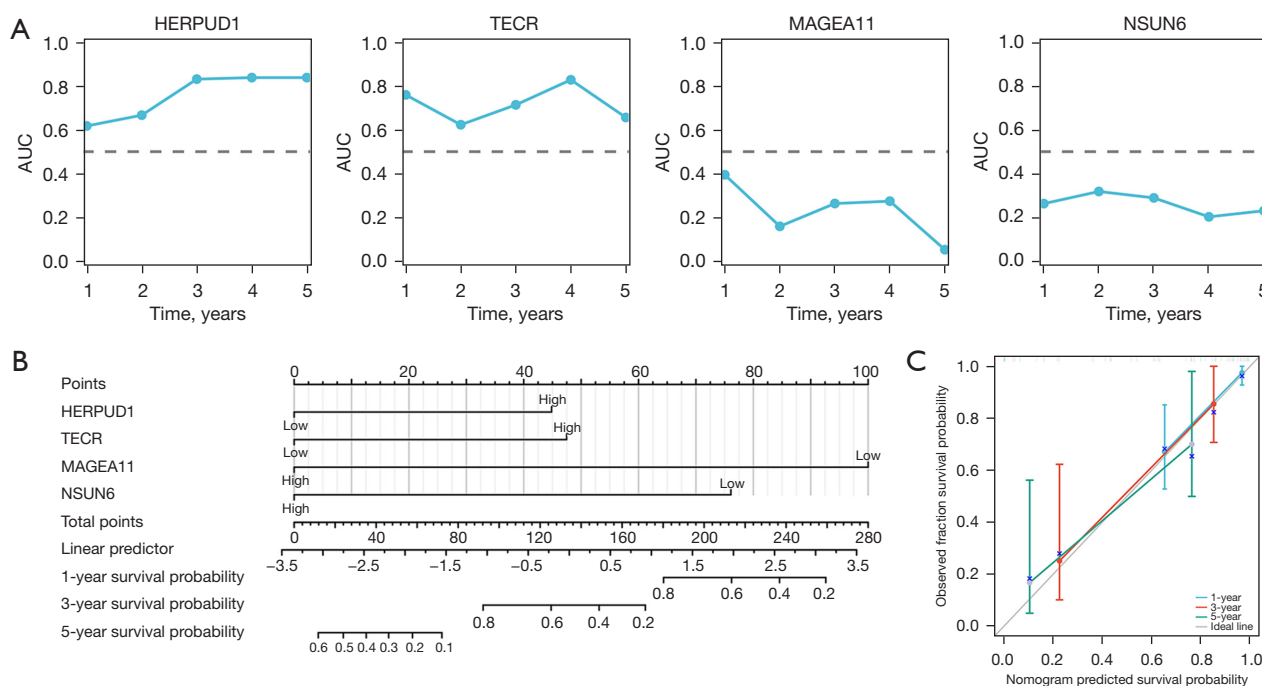 A
HERPUD1
TECR
MAGEA11
NSUN6
1.0
0.8
0.6
0.4
0.2
0.0
AUC
1 2 3 4 5
Time, years
1.0
0.8
0.6
0.4
0.2
0.0
AUC
1 2 3 4 5
Time, years
1.0
0.8
0.6
0.4
0.2
0.0
AUC
1 2 3 4 5
Time, years
1.0
0.8
0.6
0.4
0.2
0.0
AUC
1 2 3 4 5
Time, years
B
Points 0 20 40 60 80 100
HERPUD1 Low High
TECR Low High
MAGEA11 High Low
NSUN6 High Low
Total points 0 40 80 120 160 200 240 280
Linear predictor −3.5 −2.5 −1.5 −0.5 0.5 1.5 2.5 3.5
1-year survival probability 0.8 0.6 0.4 0.2
3-year survival probability 0.8 0.6 0.4 0.2
5-year survival probability 0.6 0.5 0.4 0.3 0.2 0.1
C
Observed fraction survival probability
1.0
0.8
0.6
0.4
0.2
0.0
1-year
3-year
5-year
Ideal line
0.0 0.2 0.4 0.6 0.8 1.0
Nomogram predicted survival probability